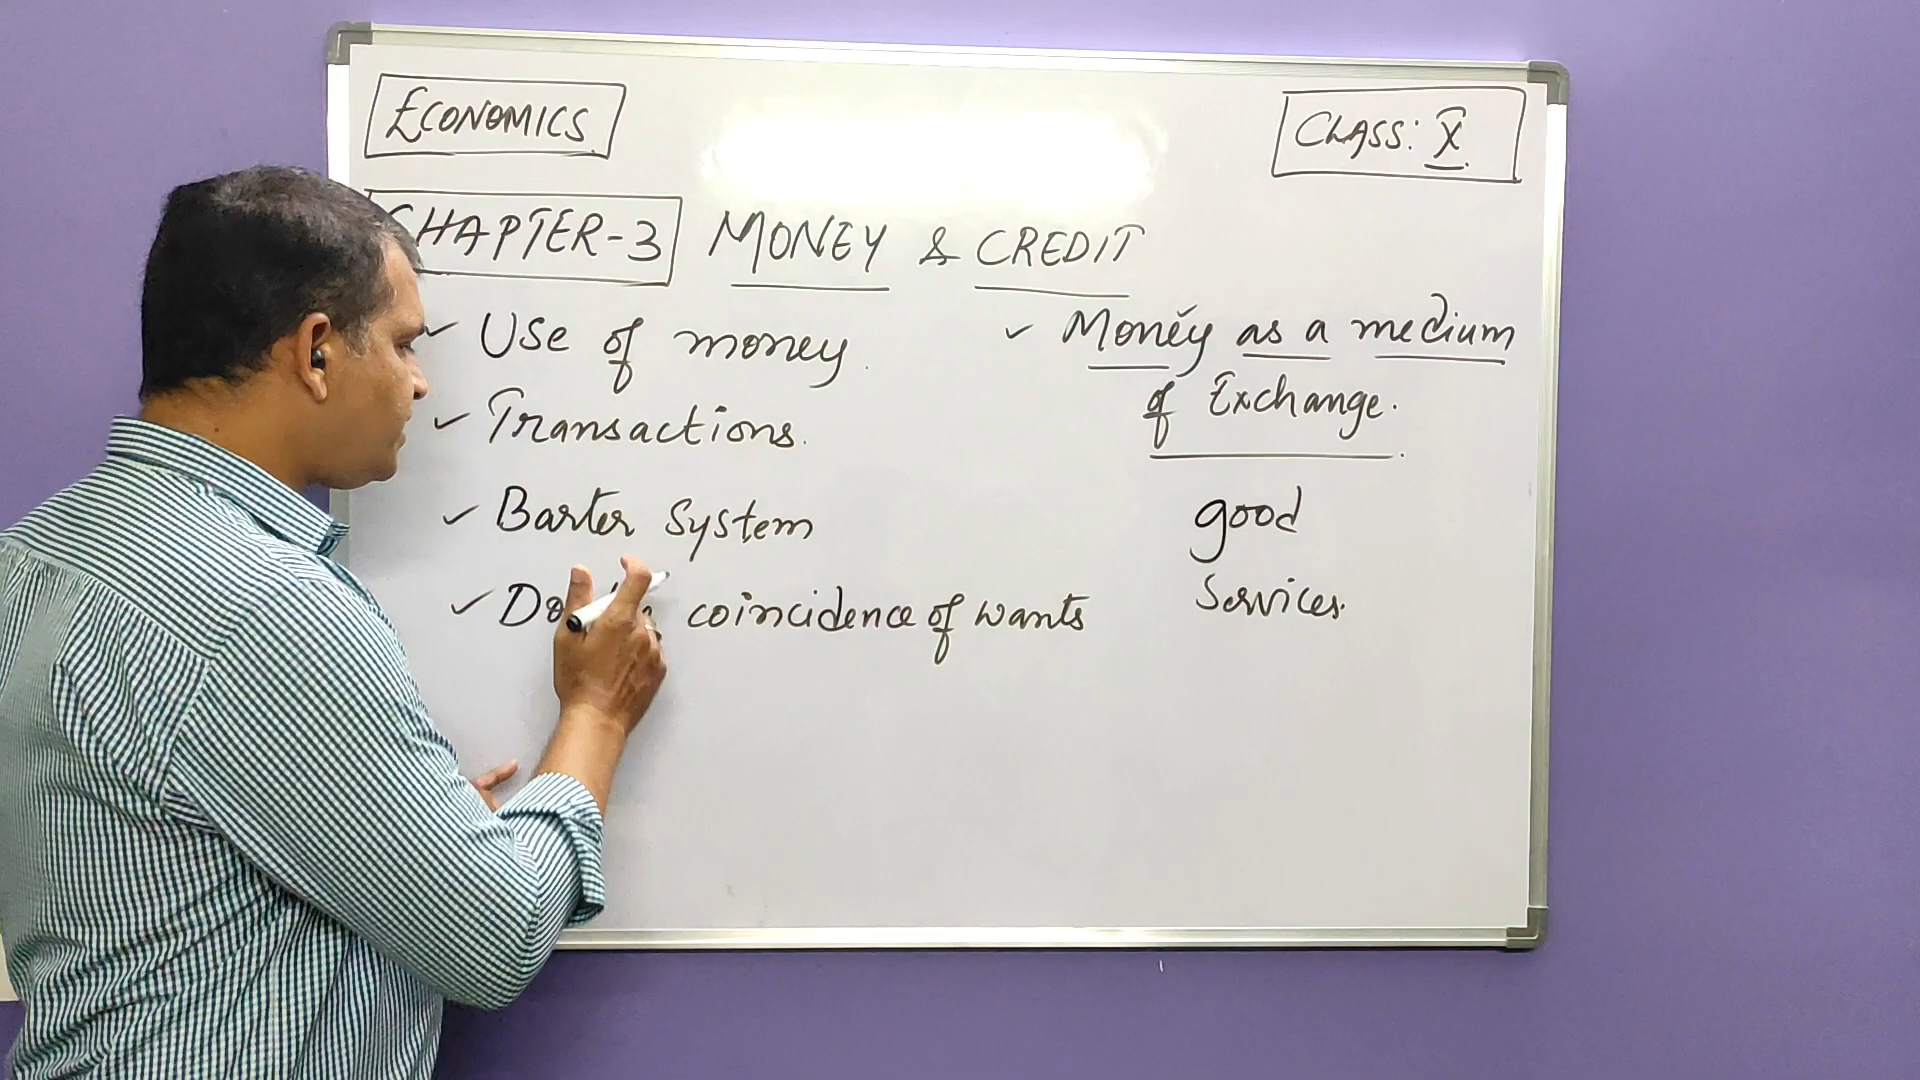 ECONOMICS
CLASS: X.
CHAPTER-3 MONEY & CREDIT
✓ Use of money.
✓ Transactions.
✓ Barter System
✓ coincidence of wants
✓ Money as a medium
of Exchange.
good
Services.